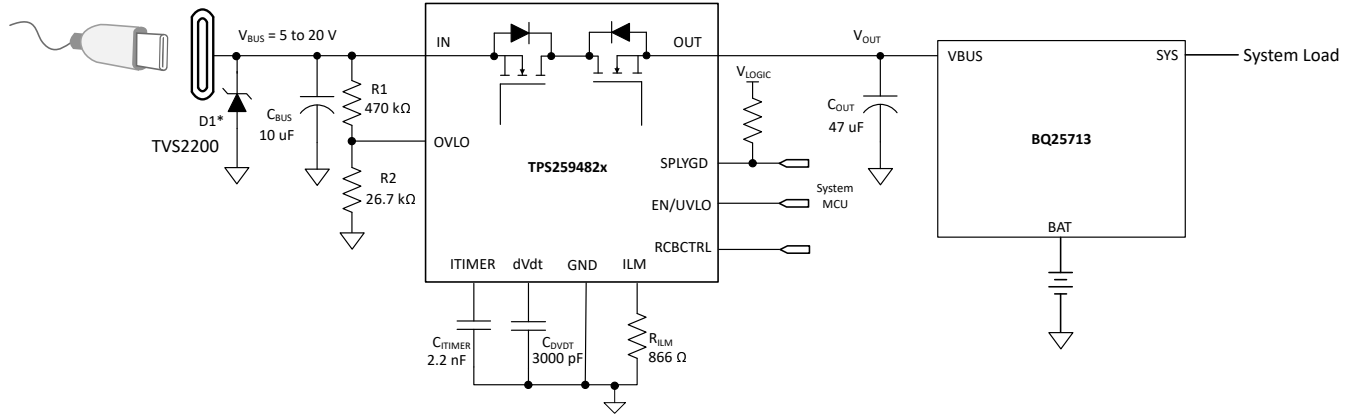 V_BUS = 5 to 20 V
D1*
TVS2200
C_BUS
10 uF
R1
470 kΩ
R2
26.7 kΩ
IN
OUT
OVLO
TPS259482x
SPLYGD
EN/UVLO
RCBCTRL
ITIMER
dVdt
GND
ILM
C_ITIMER
2.2 nF
C_DVDT
3000 pF
R_ILM
866 Ω
V_LOGIC
System
MCU
V_OUT
C_OUT
47 uF
VBUS
SYS
BQ25713
BAT
System Load